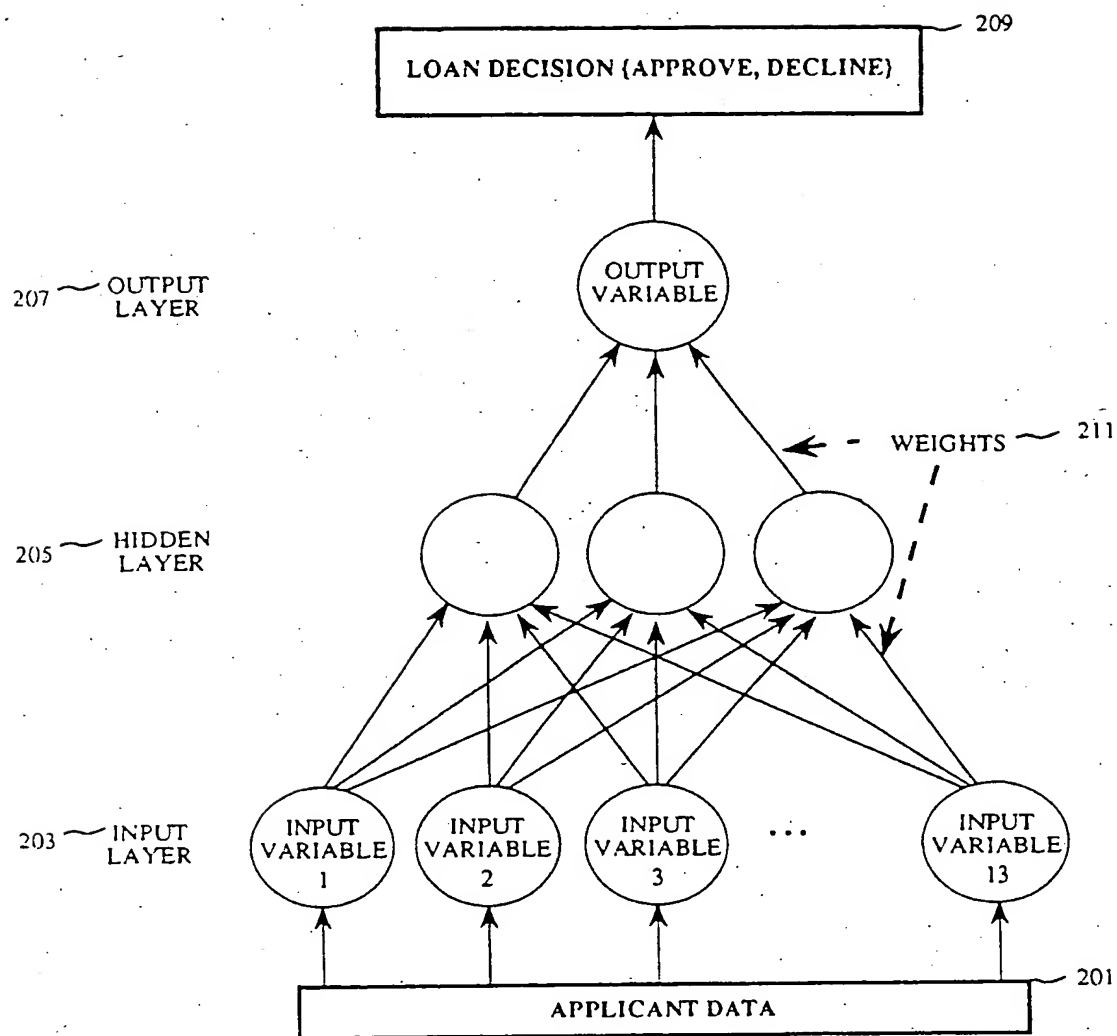 209
LOAN DECISION {APPROVE, DECLINE}
207 OUTPUT
LAYER
OUTPUT
VARIABLE
WEIGHTS 211
205 HIDDEN
LAYER
203 INPUT
LAYER
INPUT
VARIABLE
1
INPUT
VARIABLE
2
INPUT
VARIABLE
3
...
INPUT
VARIABLE
13
201
APPLICANT DATA